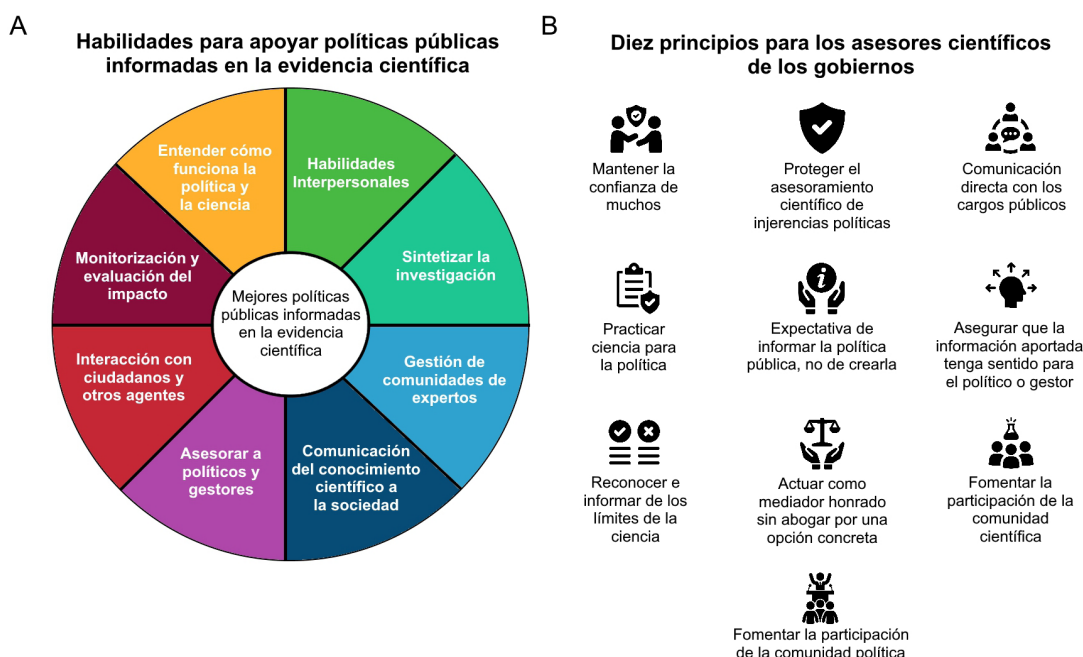 A
Habilidades para apoyar políticas públicas
informadas en la evidencia científica
Entender cómo
funciona la
política y
la ciencia
Habilidades
Interpersonales
Sintetizar la
investigación
Gestión de
comunidades de
expertos
Comunicación
del conocimiento
científico a
la sociedad
Asesorar a
políticos y
gestores
Interacción con
ciudadanos y
otros agentes
Monitorización y
evaluación del
impacto
Mejores políticas
públicas informadas
en la evidencia
científica
B
Diez principios para los asesores científicos
de los gobiernos
Mantener la
confianza de
muchos
Proteger el
asesoramiento
científico de
injerencias políticas
Comunicación
directa con los
cargos públicos
Practicar
ciencia para
la política
Expectativa de
informar la política
pública, no de crearla
Asegurar que la
información aportada
tenga sentido para
el político o gestor
Reconocer e
informar de los
límites de la
ciencia
Actuar como
mediador honrado
sin abogar por una
opción concreta
Fomentar la
participación de la
comunidad
científica
Fomentar la participación
de la comunidad política